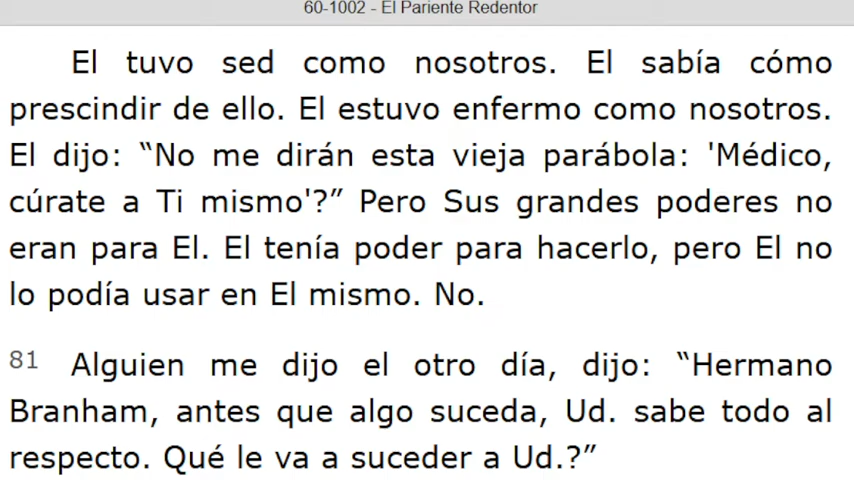 60-1002 - El Pariente Redentor
El tuvo sed como nosotros. El sabía cómo
prescindir de ello. El estuvo enfermo como nosotros.
El dijo: “No me dirán esta vieja parábola: 'Médico,
cúrate a Ti mismo'?” Pero Sus grandes poderes no
eran para El. El tenía poder para hacerlo, pero El no
lo podía usar en El mismo. No.
81 Alguien me dijo el otro día, dijo: “Hermano
Branham, antes que algo suceda, Ud. sabe todo al
respecto. Qué le va a suceder a Ud.?”